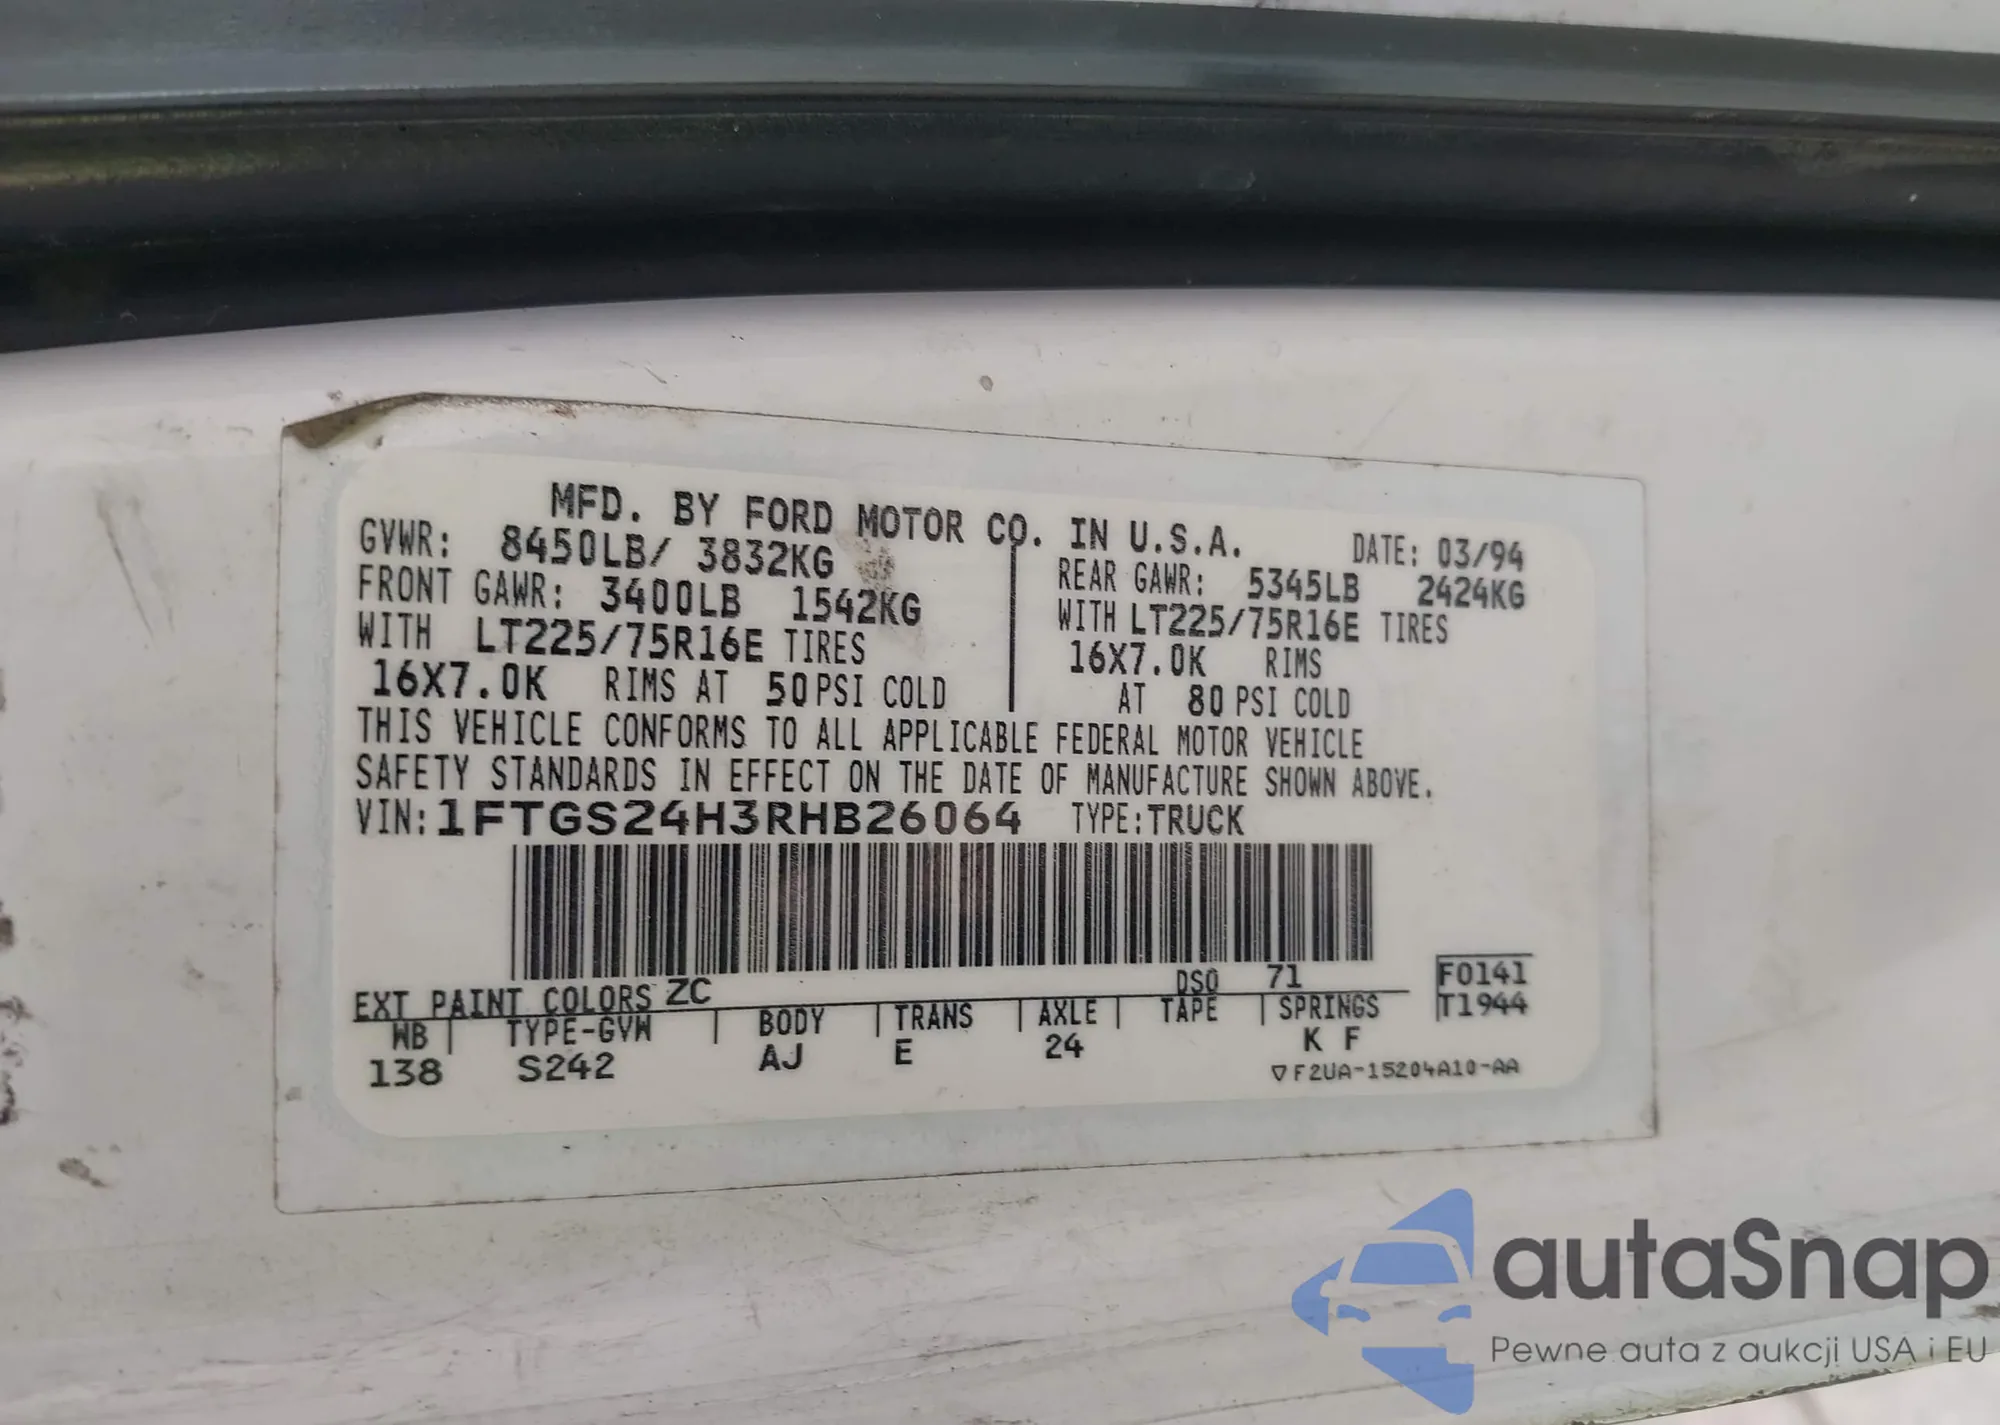 MFD. BY FORD MOTOR CO. IN U.S.A.
DATE: 03/94
GVWR: 8450LB/ 3832KG
FRONT GAWR: 3400LB 1542KG
WITH LT225/75R16E TIRES
16X7.0K RIMS AT 50 PSI COLD
REAR GAWR: 5345LB 2424KG
WITH LT225/75R16E TIRES
16X7.0K RIMS
AT 80 PSI COLD
THIS VEHICLE CONFORMS TO ALL APPLICABLE FEDERAL MOTOR VEHICLE
SAFETY STANDARDS IN EFFECT ON THE DATE OF MANUFACTURE SHOWN ABOVE.
VIN: 1FTGS24H3RHB26064 TYPE: TRUCK
EXT PAINT COLORS ZC DSO 71
WB | TYPE-GVW | BODY | TRANS | AXLE | TAPE | SPRINGS
138 S242 AJ E 24 K F
F0141
T1944
▽F2UA-15204A10-AA
autaSnap
Pewne auta z aukcji USA i EU